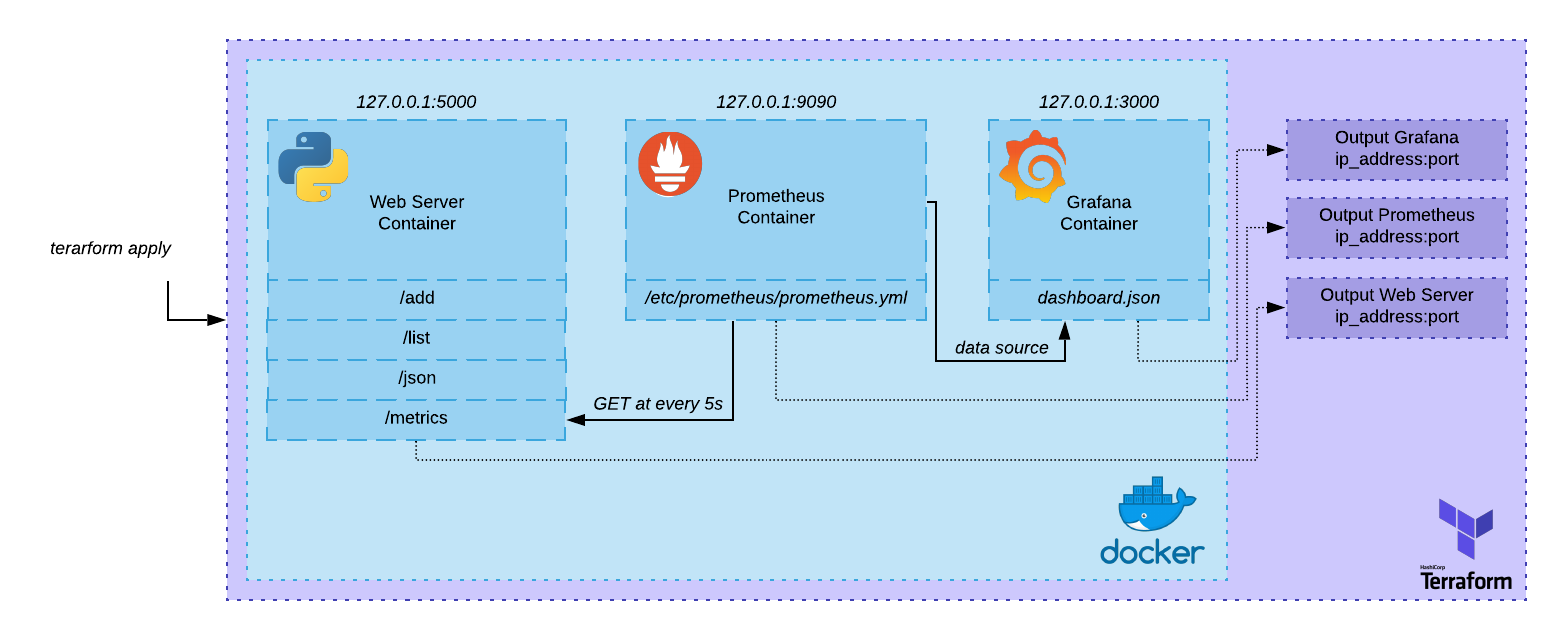 terarform apply
127.0.0.1:5000
Web Server
Container
/add
/list
/json
/metrics
127.0.0.1:9090
Prometheus
Container
/etc/prometheus/prometheus.yml
GET at every 5s
127.0.0.1:3000
Grafana
Container
dashboard.json
data source
Output Grafana
ip_address:port
Output Prometheus
ip_address:port
Output Web Server
ip_address:port
docker
HashiCorp
Terraform